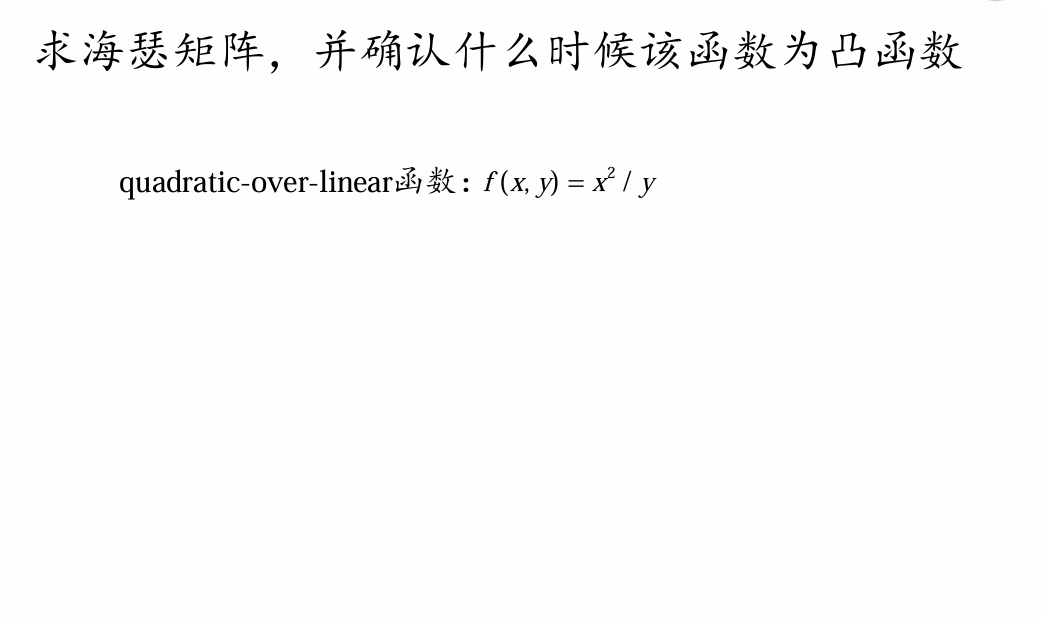 求海瑟矩阵，并确认什么时候该函数为凸函数
quadratic-over-linear函数：f (x, y) = x² / y